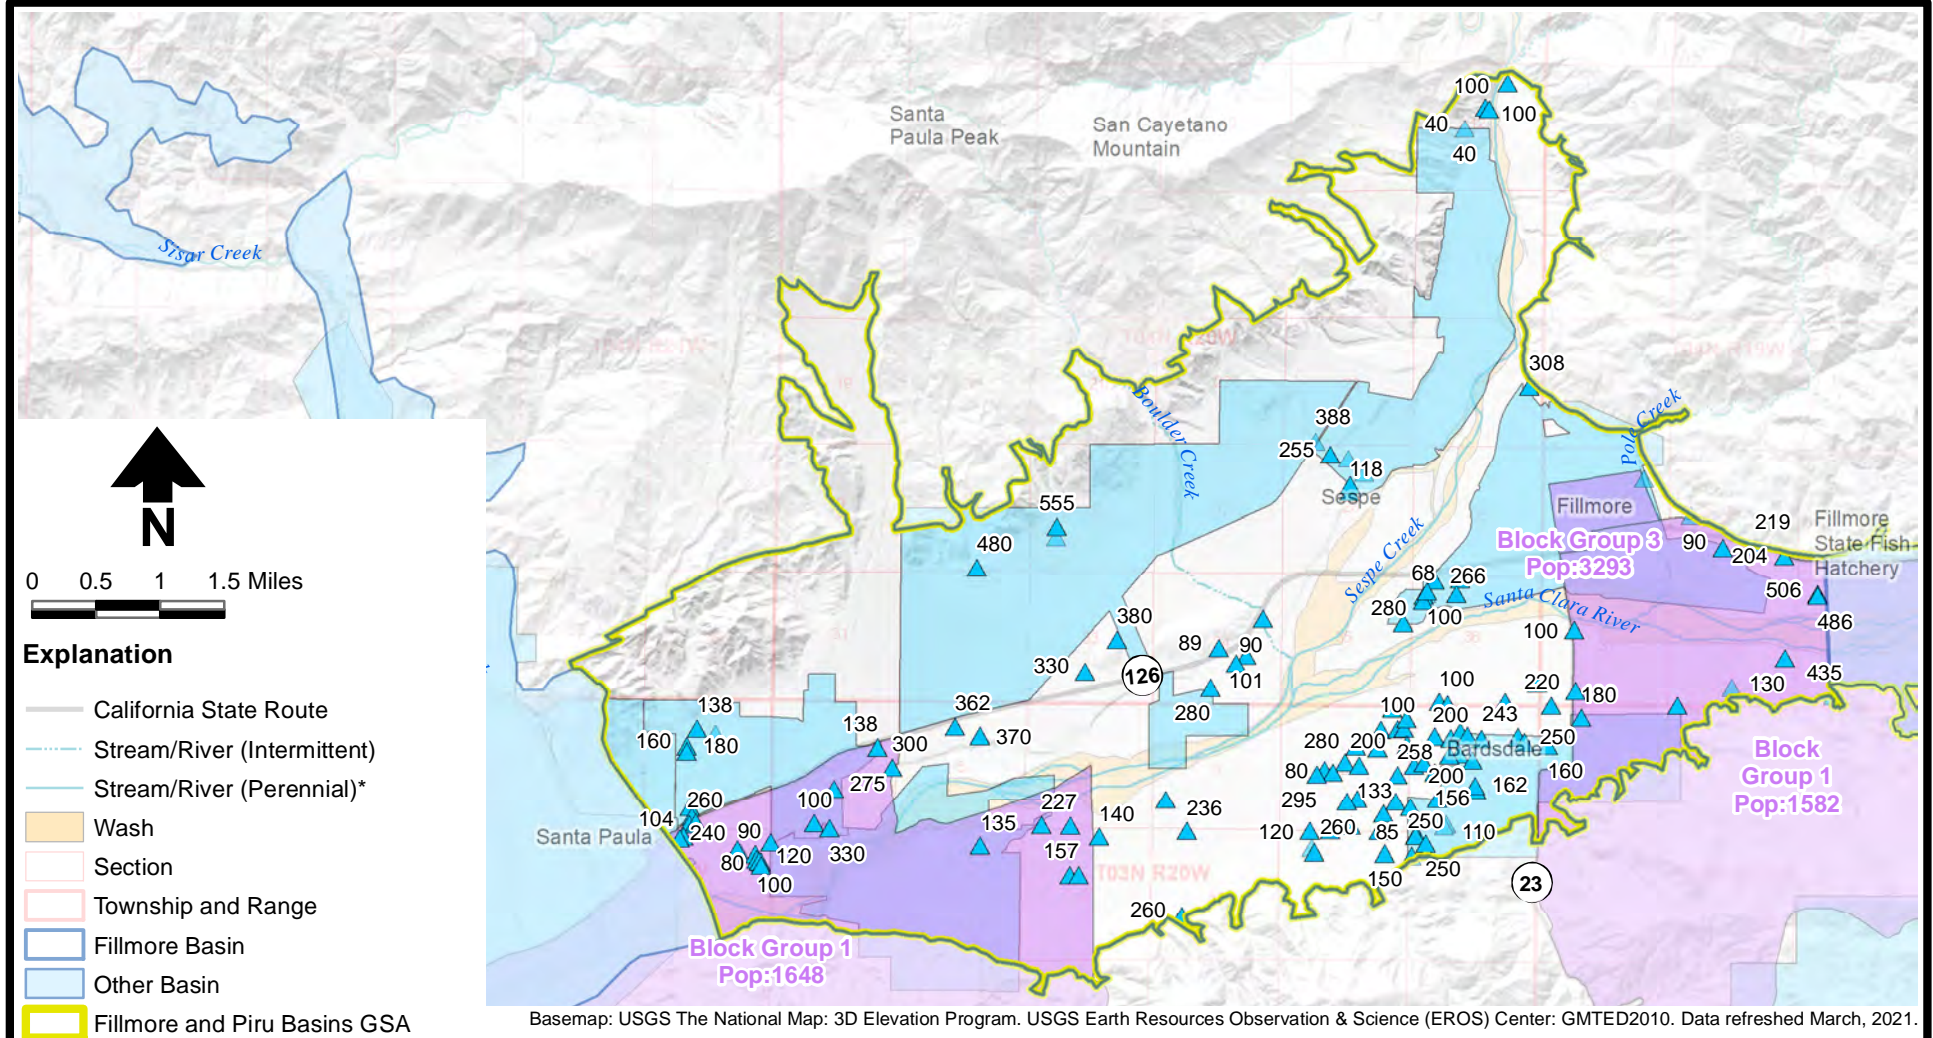 Santa
Paula Peak
San Cayetano
Mountain
100
100
40
40
Sisar Creek
T04N R20W
308
Boulder Creek
Pole Creek
388
255
118
Sespe
555
480
Fillmore
Block Group 3
Pop:3293
219
90
204
Fillmore
State Fish
Hatchery
506
486
Sespe Creek
68
266
280
100
Santa Clara River
100
380
330
126
89
90
101
280
435
130
180
220
100
100
200
243
250
160
Bardsdale
280
200
258
80
200
162
295
133
156
120
260
85
250
110
150
250
23
Block
Group 1
Pop:1582
138
160
180
138
300
362
370
275
260
104
240
100
90
80
120
100
330
Santa Paula
135
227
157
140
236
T03N R20W
260
Block Group 1
Pop:1648
N
0 0.5 1 1.5 Miles
Explanation
California State Route
Stream/River (Intermittent)
Stream/River (Perennial)*
Wash
Section
Township and Range
Fillmore Basin
Other Basin
Fillmore and Piru Basins GSA
Basemap: USGS The National Map: 3D Elevation Program. USGS Earth Resources Observation & Science (EROS) Center: GMTED2010. Data refreshed March, 2021.